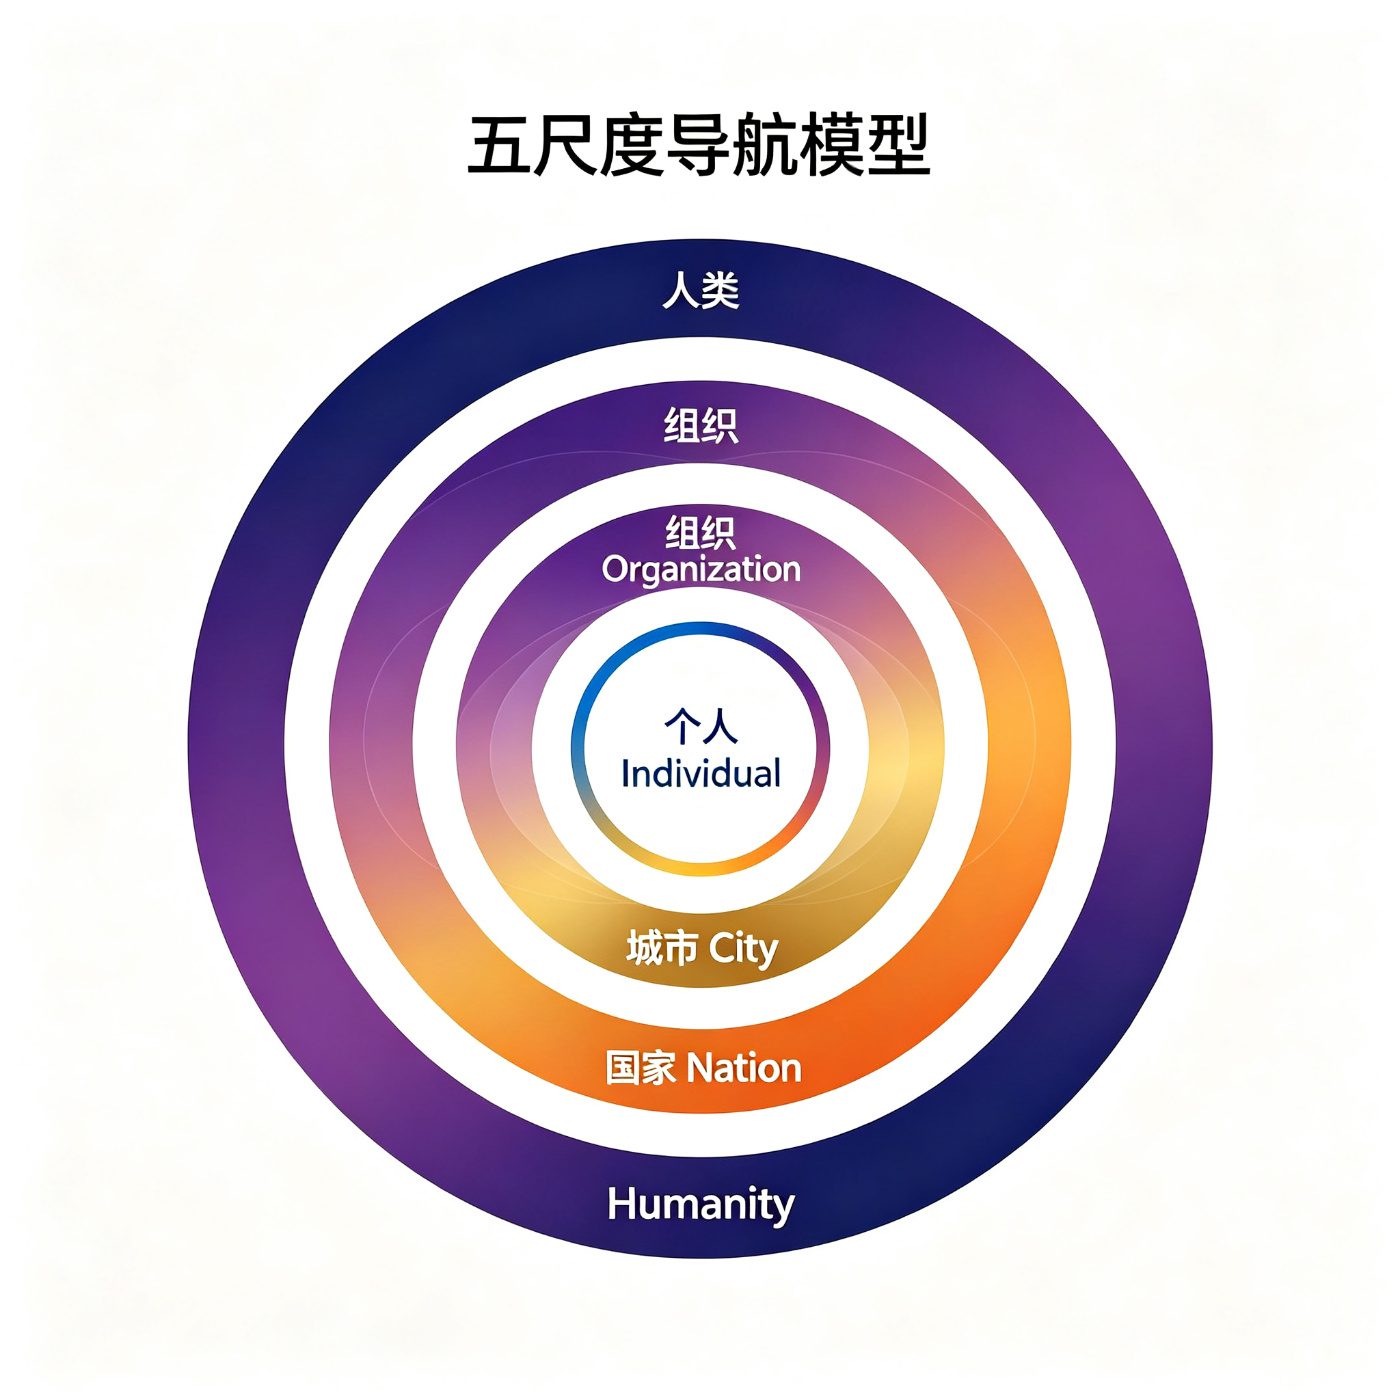 五尺度导航模型
人类
组织
组织
Organization
个人
Individual
城市 City
国家 Nation
Humanity